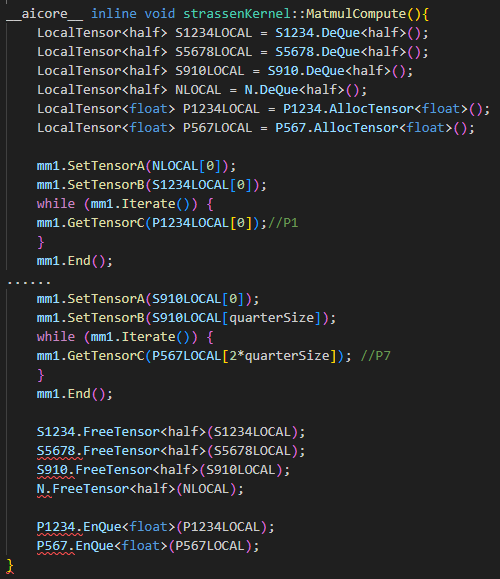 __aicore__ inline void strassenKernel::MatmulCompute(){
LocalTensor<half> S1234LOCAL = S1234.DeQue<half>();
LocalTensor<half> S5678LOCAL = S5678.DeQue<half>();
LocalTensor<half> S910LOCAL = S910.DeQue<half>();
LocalTensor<half> NLOCAL = N.DeQue<half>();
LocalTensor<float> P1234LOCAL = P1234.AllocTensor<float>();
LocalTensor<float> P567LOCAL = P567.AllocTensor<float>();
mm1.SetTensorA(NLOCAL[0]);
mm1.SetTensorB(S1234LOCAL[0]);
while (mm1.Iterate()) {
mm1.GetTensorC(P1234LOCAL[0]);//P1
}
mm1.End();
......
mm1.SetTensorA(S910LOCAL[0]);
mm1.SetTensorB(S910LOCAL[quarterSize]);
while (mm1.Iterate()) {
mm1.GetTensorC(P567LOCAL[2*quarterSize]); //P7
}
mm1.End();
S1234.FreeTensor<half>(S1234LOCAL);
S5678.FreeTensor<half>(S5678LOCAL);
S910.FreeTensor<half>(S910LOCAL);
N.FreeTensor<half>(NLOCAL);
P1234.EnQue<float>(P1234LOCAL);
P567.EnQue<float>(P567LOCAL);
}